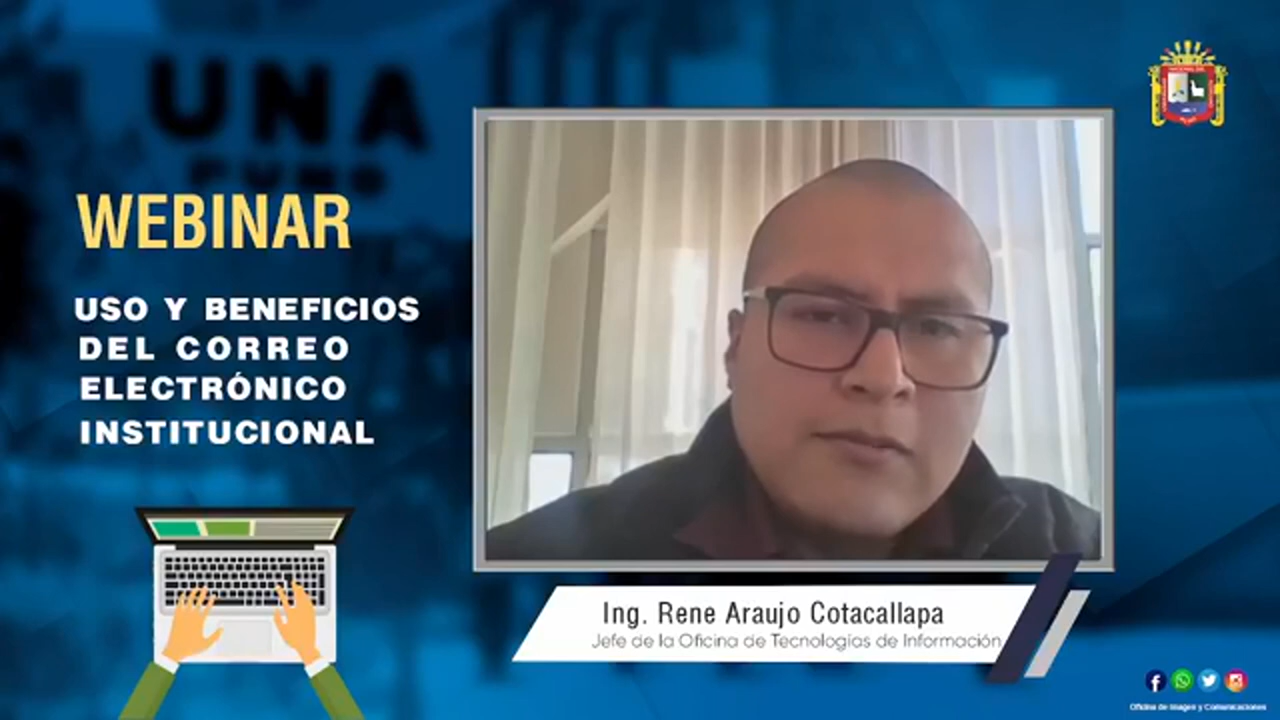 UNA
PUNO
WEBINAR
USO Y BENEFICIOS
DEL CORREO
ELECTRÓNICO
INSTITUCIONAL
Ing. Rene Araujo Cotacallapa
Jefe de la Oficina de Tecnologías de Información
Oficina de Imagen y Comunicaciones